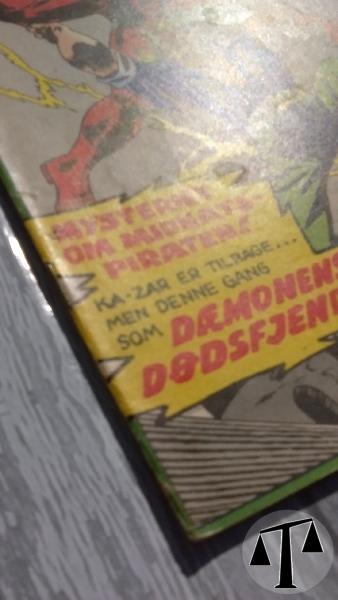 MYSTERIET
OM MIDNATS-
PIRATEN!
KA-ZAR ER TILBAGE...
MEN DENNE GANG
SOM DÆMONENS
DØDSFJEND